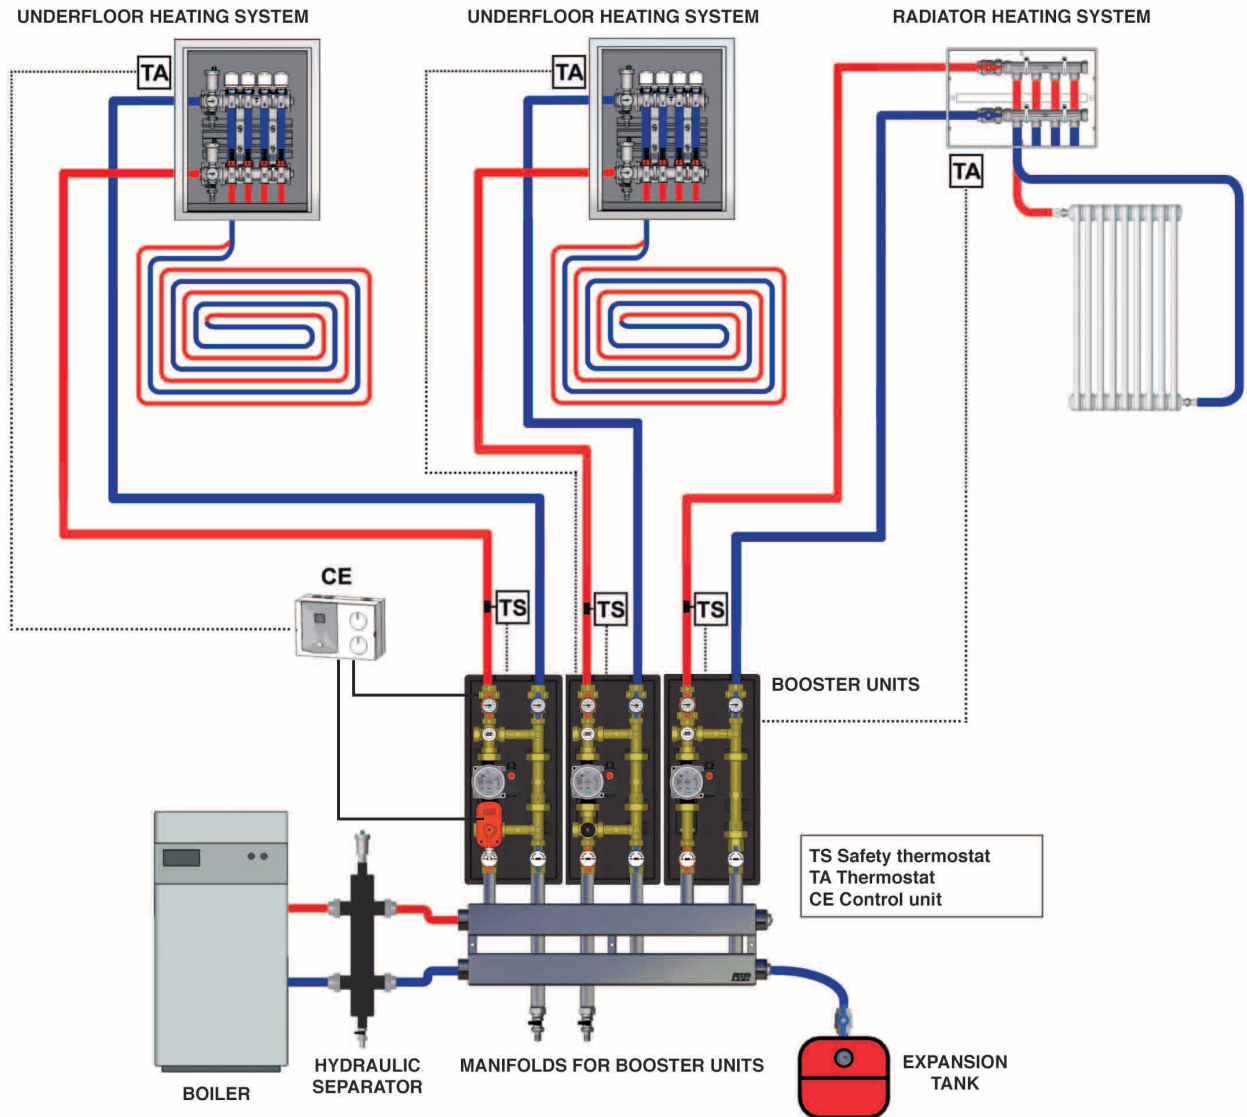 UNDERFLOOR HEATING SYSTEM
UNDERFLOOR HEATING SYSTEM
RADIATOR HEATING SYSTEM
TA
TA
TA
CE
TS
TS
TS
BOOSTER UNITS
TS Safety thermostat
TA Thermostat
CE Control unit
HYDRAULIC
SEPARATOR
MANIFOLDS FOR BOOSTER UNITS
EXPANSION
TANK
BOILER